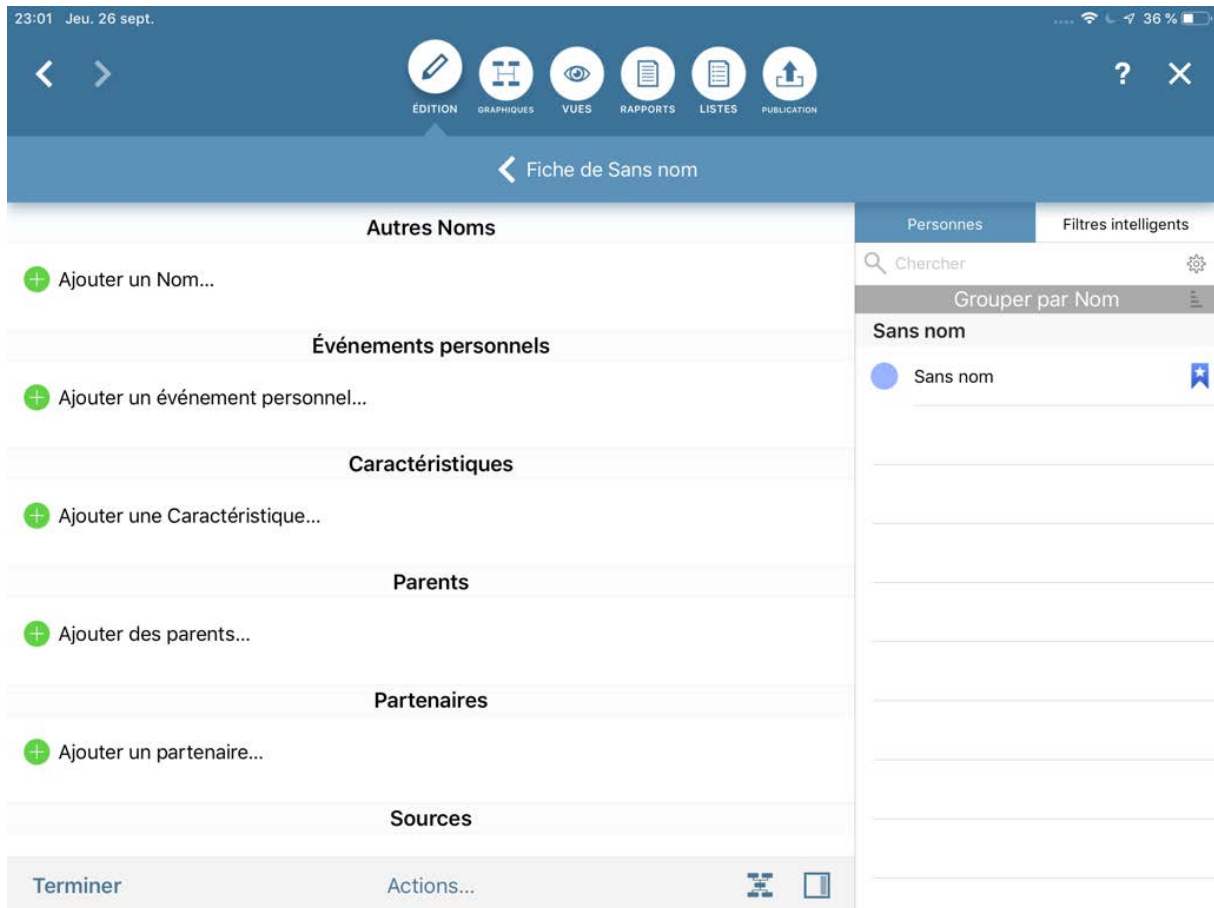 23:01 Jeu. 26 sept.
36 %
ÉDITION
GRAPHIQUES
VUES
RAPPORTS
LISTES
PUBLICATION
?
Fiche de Sans nom
Autres Noms
Ajouter un Nom...
Événements personnels
Ajouter un événement personnel...
Caractéristiques
Ajouter une Caractéristique...
Parents
Ajouter des parents...
Partenaires
Ajouter un partenaire...
Sources
Terminer
Actions...
Personnes
Filtres intelligents
Chercher
Grouper par Nom
Sans nom
Sans nom